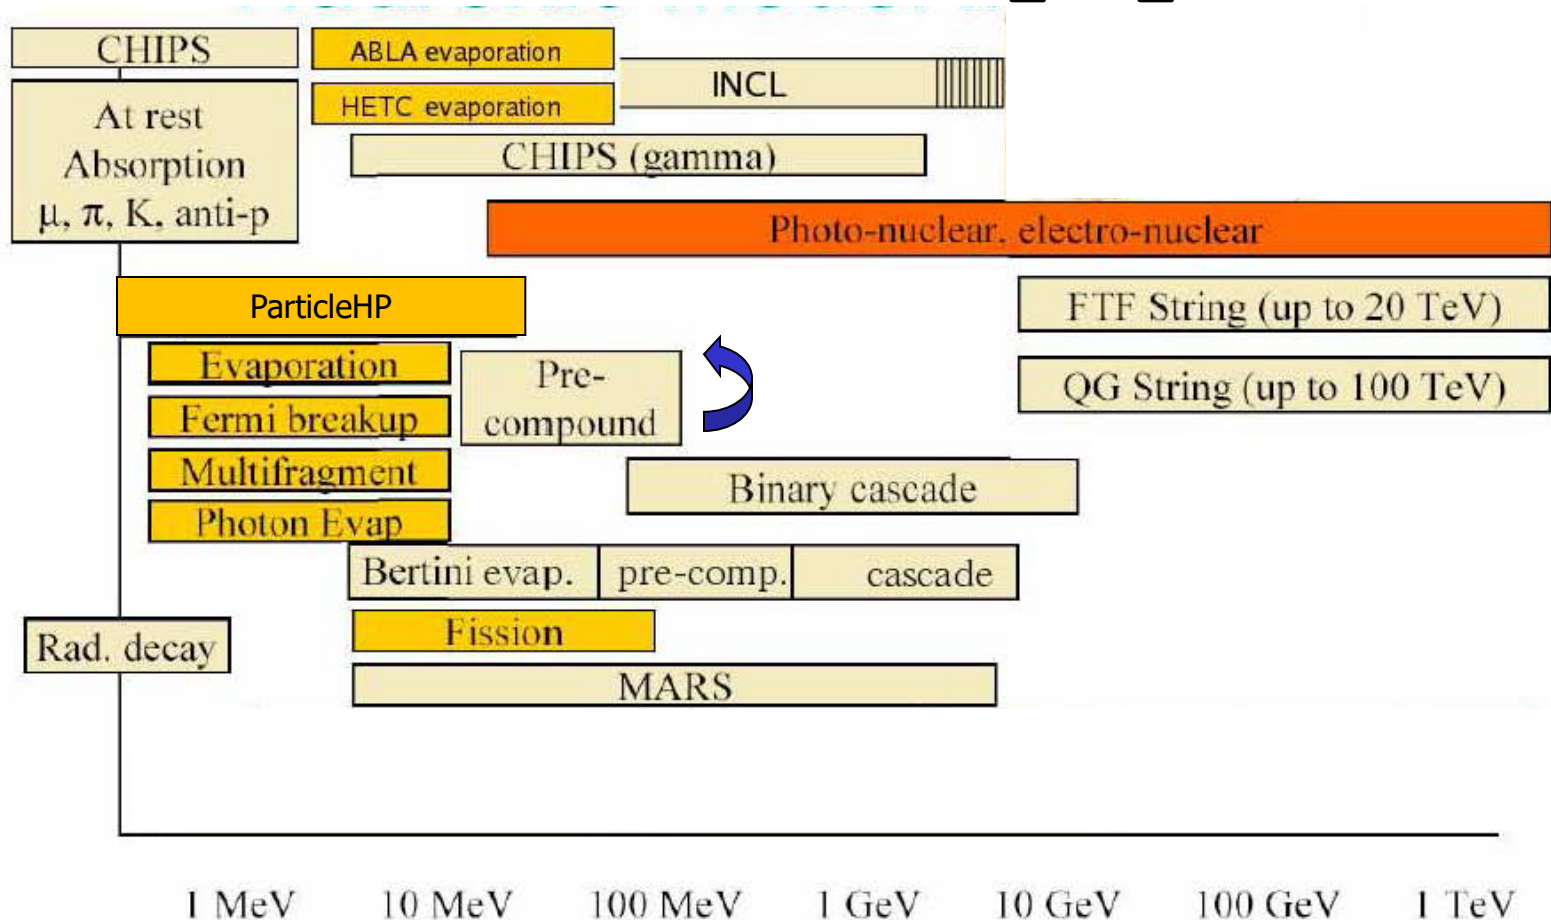 CHIPS
At rest
Absorption
μ, π, K, anti-p
ABLA evaporation
HETC evaporation
INCL
CHIPS (gamma)
Photo-nuclear, electro-nuclear
ParticleHP
FTF String (up to 20 TeV)
QG String (up to 100 TeV)
Evaporation
Fermi breakup
Multifragment
Photon Evap
Pre-
compound
Binary cascade
Bertini evap.
pre-comp.
cascade
Fission
Rad. decay
MARS
1 MeV 10 MeV 100 MeV 1 GeV 10 GeV 100 GeV 1 TeV